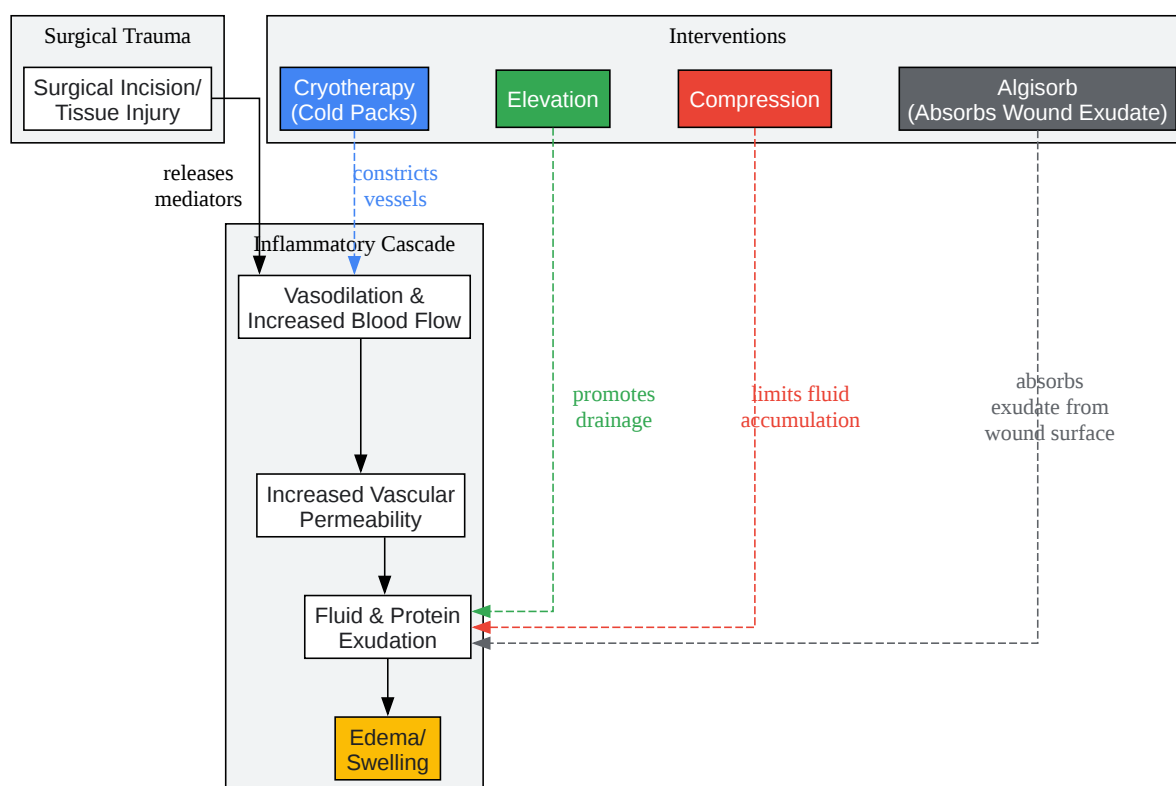 Surgical Trauma
Interventions
Surgical Incision/
Tissue Injury
Cryotherapy
(Cold Packs)
Elevation
Compression
Algisorb
(Absorbs Wound Exudate)
releases
mediators
constricts
vessels
Inflammatory Cascade
Vasodilation &
Increased Blood Flow
promotes
drainage
limits fluid
accumulation
absorbs
exudate from
wound surface
Increased Vascular
Permeability
Fluid & Protein
Exudation
Edema/
Swelling